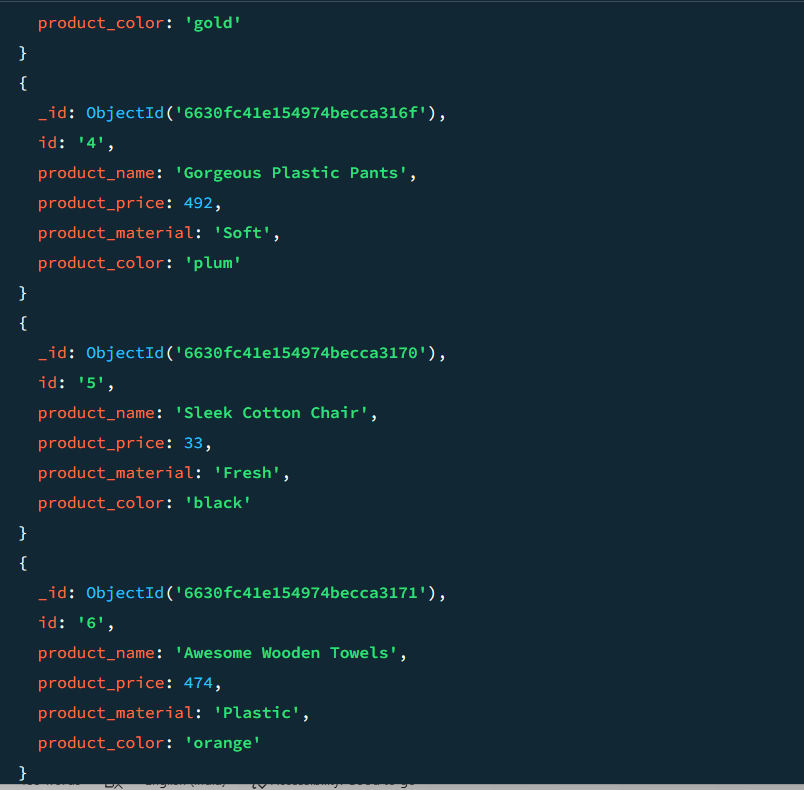 product_color: 'gold'
}
{
_id: ObjectId('6630fc41e154974becca316f'),
id: '4',
product_name: 'Gorgeous Plastic Pants',
product_price: 492,
product_material: 'Soft',
product_color: 'plum'
}
{
_id: ObjectId('6630fc41e154974becca3170'),
id: '5',
product_name: 'Sleek Cotton Chair',
product_price: 33,
product_material: 'Fresh',
product_color: 'black'
}
{
_id: ObjectId('6630fc41e154974becca3171'),
id: '6',
product_name: 'Awesome Wooden Towels',
product_price: 474,
product_material: 'Plastic',
product_color: 'orange'
}